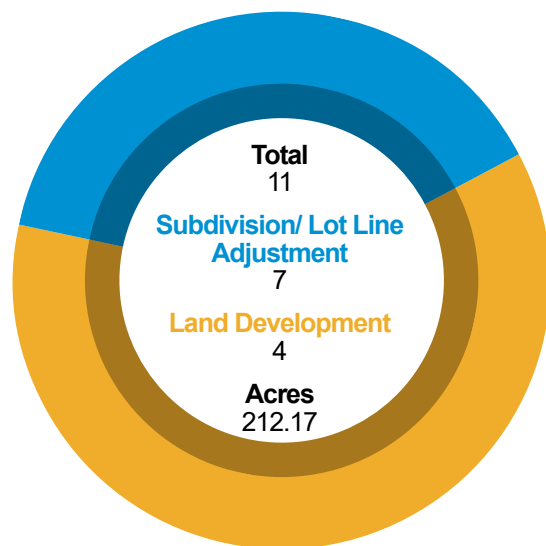 Total
11
Subdivision/ Lot Line
Adjustment
7
Land Development
4
Acres
212.17